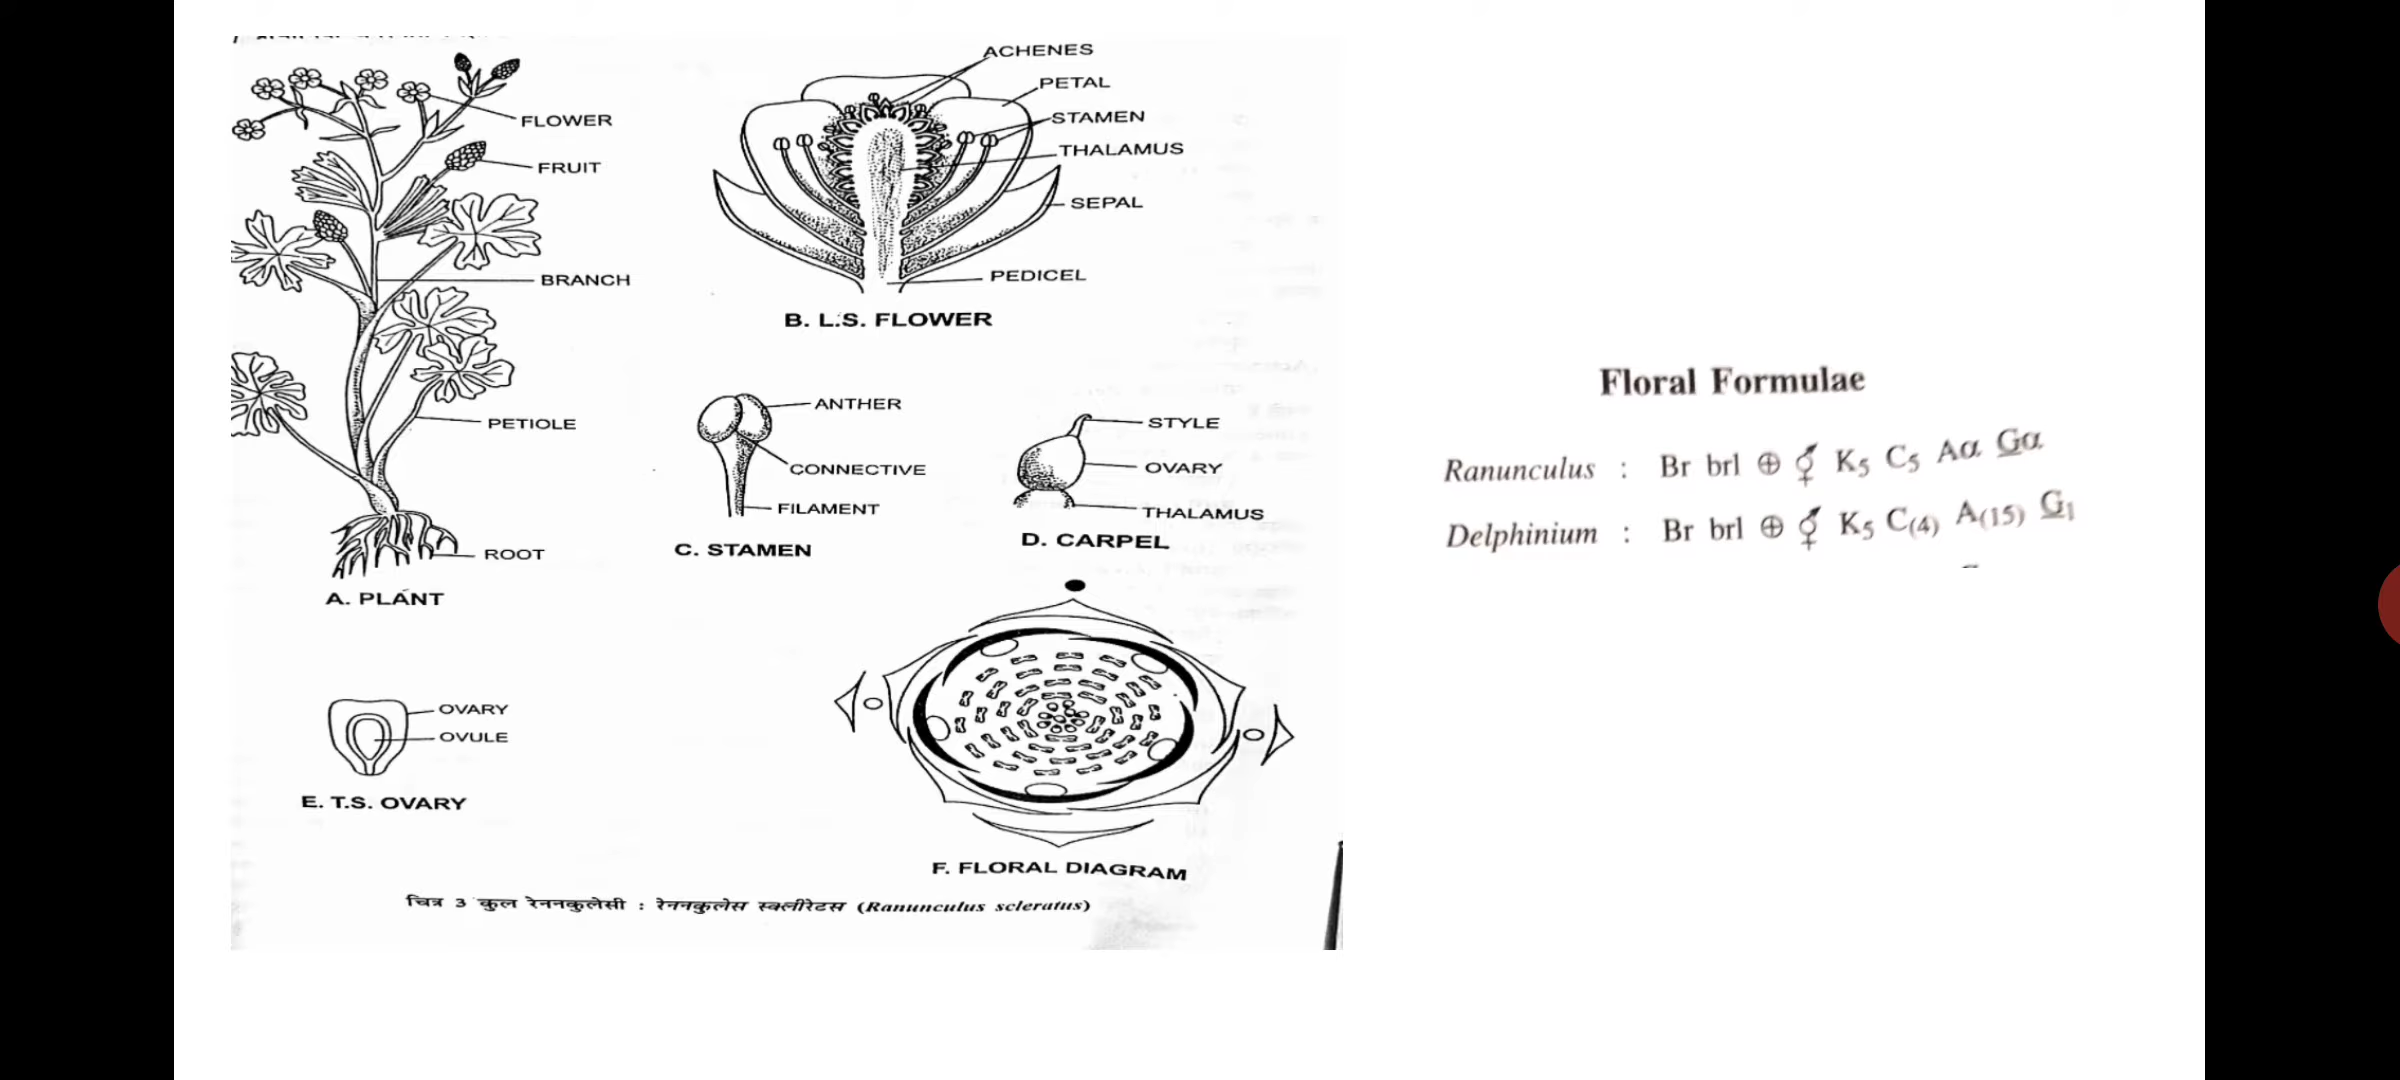 ACHENES
PETAL
STAMEN
THALAMUS
SEPAL
PEDICEL
B. L.S. FLOWER
FLOWER
FRUIT
BRANCH
PETIOLE
ROOT
A. PLANT
ANTHER
CONNECTIVE
FILAMENT
C. STAMEN
STYLE
OVARY
THALAMUS
D. CARPEL
OVARY
OVULE
E. T.S. OVARY
F. FLORAL DIAGRAM
चित्र 3 कुल रेननकुलेसी : रेननकुलेस स्क्लीरेटस (Ranunculus scleratus)
Floral Formulae
Ranunculus : Br brl ⊕ ⚥ K5 C5 Aα G̲α
Delphinium : Br brl ⊕ ⚥ K5 C(4) A(15) G̲1